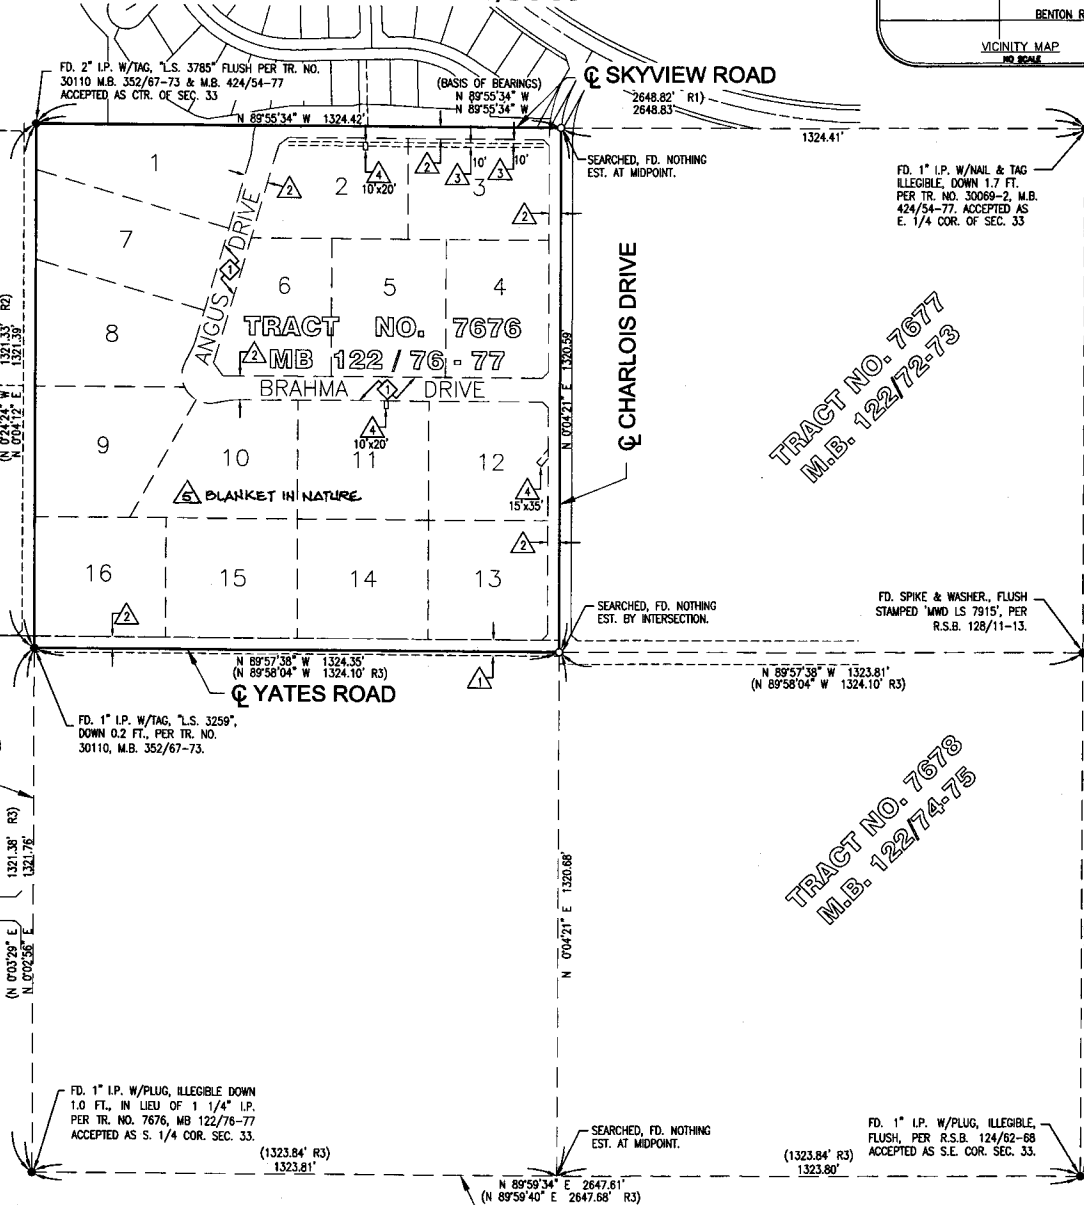 BENTON R
VICINITY MAP
NO SCALE
FD. 2" I.P. W/TAG, "L.S. 3785" FLUSH PER TR. NO.
30110 M.B. 352/67-73 & M.B. 424/54-77
ACCEPTED AS CTR. OF SEC. 33
(BASIS OF BEARINGS)
N 89°55'34" W
N 89°55'34" W
℄ SKYVIEW ROAD
2648.82' R1)
2648.83'
N 89°55'34" W 1324.42'
1324.41'
SEARCHED, FD. NOTHING
EST. AT MIDPOINT.
FD. 1" I.P. W/NAIL & TAG
ILLEGIBLE, DOWN 1.7 FT.
PER TR. NO. 30069-2, M.B.
424/54-77. ACCEPTED AS
E. 1/4 COR. OF SEC. 33
1
2
4
10'x20'
2
2
3
10'
3
10'
3
2
7
ANGUS DRIVE
1
6
5
4
8
TRACT NO. 7676
MB 122 / 76 - 77
2
BRAHMA DRIVE
1
4
10'x20'
℄ CHARLOIS DRIVE
N 0°04'21" E 1320.59'
(N 0°24'24" W 1321.33' R2)
N 0°04'12" E 1321.39'
TRACT NO. 7677
M.B. 122/72-73
9
10
11
12
5 BLANKET IN NATURE
4
15'x35'
2
16
15
14
13
2
SEARCHED, FD. NOTHING
EST. BY INTERSECTION.
FD. SPIKE & WASHER., FLUSH
STAMPED 'MWD LS 7915', PER
R.S.B. 128/11-13.
N 89°57'38" W 1324.35'
(N 89°58'04" W 1324.10' R3)
1
℄ YATES ROAD
N 89°57'38" W 1323.81'
(N 89°58'04" W 1324.10' R3)
FD. 1" I.P. W/TAG, "L.S. 3259",
DOWN 0.2 FT., PER TR. NO.
30110, M.B. 352/67-73.
TRACT NO. 7678
M.B. 122/74-75
(N 0°03'29" E 1321.38' R3)
N 0°02'56" E 1321.76'
N 0°04'21" E 1320.68'
FD. 1" I.P. W/PLUG, ILLEGIBLE DOWN
1.0 FT., IN LIEU OF 1 1/4" I.P.
PER TR. NO. 7676, MB 122/76-77
ACCEPTED AS S. 1/4 COR. SEC. 33.
SEARCHED, FD. NOTHING
EST. AT MIDPOINT.
FD. 1" I.P. W/PLUG, ILLEGIBLE,
FLUSH, PER R.S.B. 124/62-68
ACCEPTED AS S.E. COR. SEC. 33.
(1323.84' R3)
1323.81'
(1323.84' R3)
1323.80'
N 89°59'34" E 2647.61'
(N 89°59'40" E 2647.68' R3)